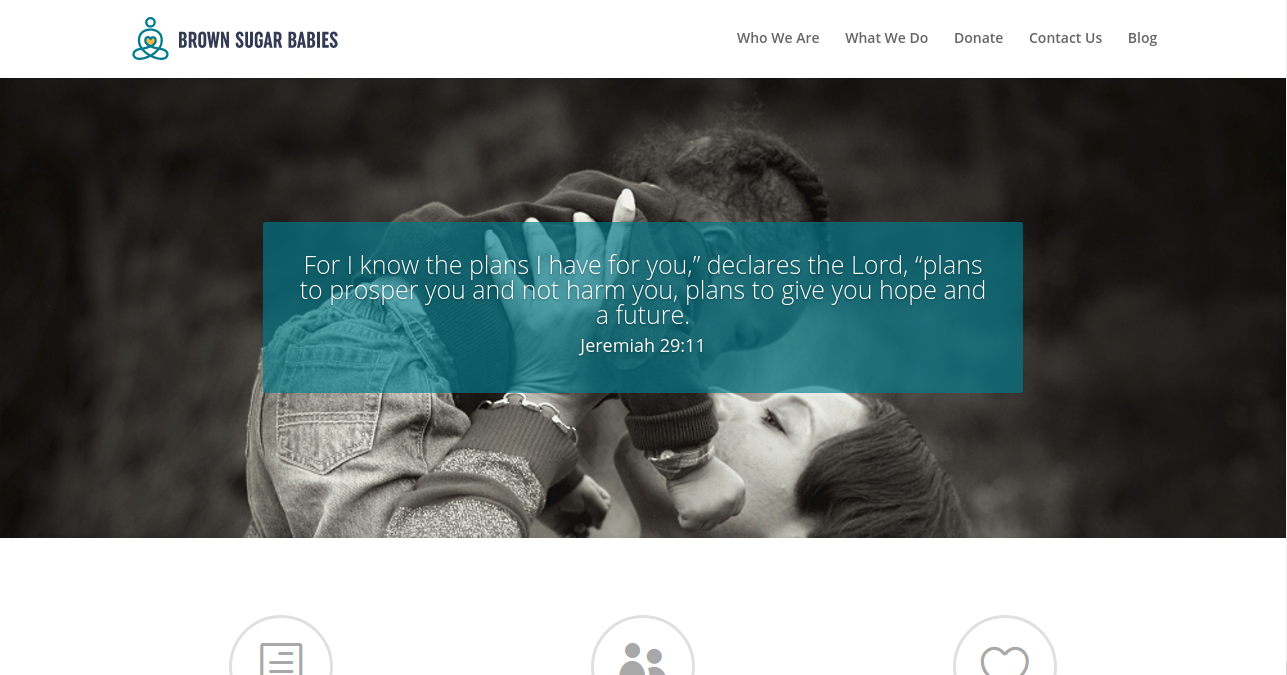 BROWN SUGAR BABIES
Who We Are
What We Do
Donate
Contact Us
Blog
For I know the plans I have for you,” declares the Lord, “plans
to prosper you and not harm you, plans to give you hope and
a future.
Jeremiah 29:11